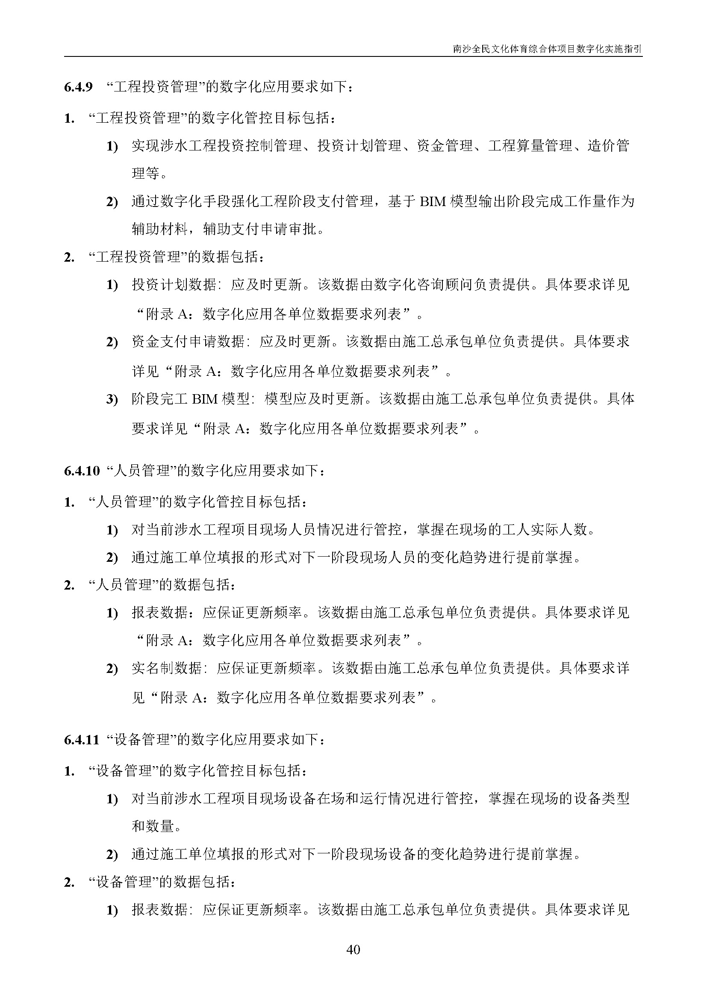 南沙全民文化体育综合体项目数字化实施指引
6.4.9 “工程投资管理”的数字化应用要求如下：
1. “工程投资管理”的数字化管控目标包括：
1) 实现涉水工程投资控制管理、投资计划管理、资金管理、工程算量管理、造价管
理等。
2) 通过数字化手段强化工程阶段支付管理，基于 BIM 模型输出阶段完成工作量作为
辅助材料，辅助支付申请审批。
2. “工程投资管理”的数据包括：
1) 投资计划数据：应及时更新。该数据由数字化咨询顾问负责提供。具体要求详见
“附录 A：数字化应用各单位数据要求列表”。
2) 资金支付申请数据：应及时更新。该数据由施工总承包单位负责提供。具体要求
详见“附录 A：数字化应用各单位数据要求列表”。
3) 阶段完工 BIM 模型：模型应及时更新。该数据由施工总承包单位负责提供。具体
要求详见“附录 A：数字化应用各单位数据要求列表”。
6.4.10 “人员管理”的数字化应用要求如下：
1. “人员管理”的数字化管控目标包括：
1) 对当前涉水工程项目现场人员情况进行管控，掌握在现场的工人实际人数。
2) 通过施工单位填报的形式对下一阶段现场人员的变化趋势进行提前掌握。
2. “人员管理”的数据包括：
1) 报表数据：应保证更新频率。该数据由施工总承包单位负责提供。具体要求详见
“附录 A：数字化应用各单位数据要求列表”。
2) 实名制数据：应保证更新频率。该数据由施工总承包单位负责提供。具体要求详
见“附录 A：数字化应用各单位数据要求列表”。
6.4.11 “设备管理”的数字化应用要求如下：
1. “设备管理”的数字化管控目标包括：
1) 对当前涉水工程项目现场设备在场和运行情况进行管控，掌握在现场的设备类型
和数量。
2) 通过施工单位填报的形式对下一阶段现场设备的变化趋势进行提前掌握。
2. “设备管理”的数据包括：
1) 报表数据：应保证更新频率。该数据由施工总承包单位负责提供。具体要求详见
40